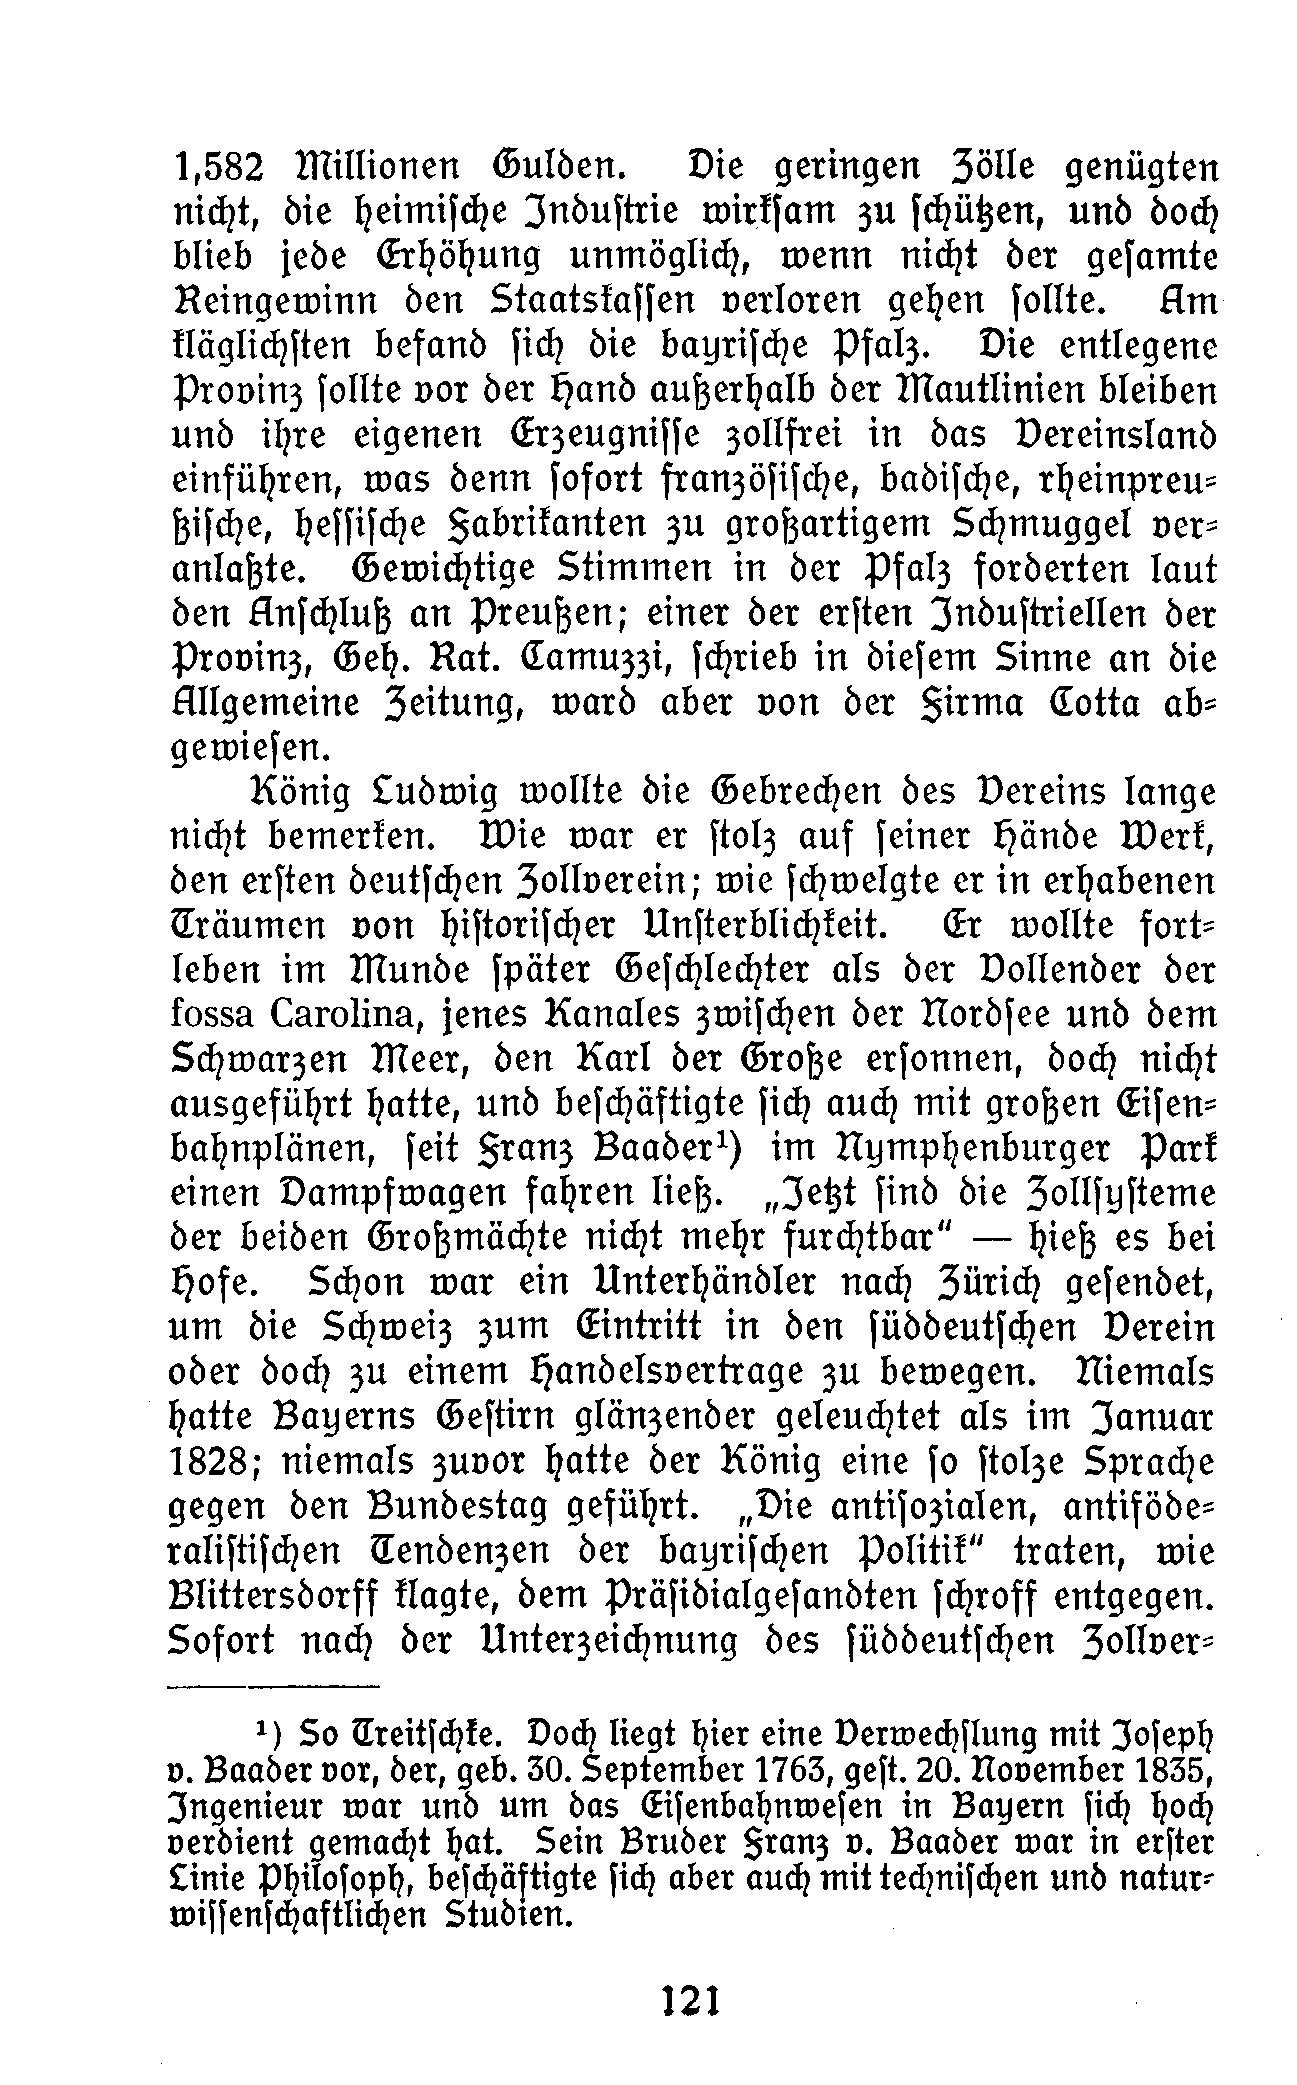 1,582 Millionen Gulden. Die geringen Zölle genügten
nicht, die heimiſche Induſtrie wirkſam zu ſchützen, und doch
blieb jede Erhöhung unmöglich, wenn nicht der geſamte
Reingewinn den Staatskaſſen verloren gehen ſollte. Am
kläglichſten befand ſich die bayriſche Pfalz. Die entlegene
Provinz ſollte vor der Hand außerhalb der Mautlinien bleiben
und ihre eigenen Erzeugniſſe zollfrei in das Vereinsland
einführen, was denn ſofort franzöſiſche, badiſche, rheinpreu⸗
ßiſche, heſſiſche Fabrikanten zu großartigem Schmuggel ver⸗
anlaßte. Gewichtige Stimmen in der Pfalz forderten laut
den Anſchluß an Preußen; einer der erſten Induſtriellen der
Provinz, Geh. Rat. Camuzzi, ſchrieb in dieſem Sinne an die
Allgemeine Zeitung, ward aber von der Firma Cotta ab⸗
gewieſen.
König Ludwig wollte die Gebrechen des Vereins lange
nicht bemerken. Wie war er ſtolz auf ſeiner Hände Werk,
den erſten deutſchen Zollverein; wie ſchwelgte er in erhabenen
Träumen von hiſtoriſcher Unſterblichkeit. Er wollte fort⸗
leben im Munde ſpäter Geſchlechter als der Vollender der
fossa Carolina, jenes Kanales zwiſchen der Nordſee und dem
Schwarzen Meer, den Karl der Große erſonnen, doch nicht
ausgeführt hatte, und beſchäftigte ſich auch mit großen Eiſen⸗
bahnplänen, ſeit Franz Baader¹) im Nymphenburger Park
einen Dampfwagen fahren ließ. „Jetzt ſind die Zollſyſteme
der beiden Großmächte nicht mehr furchtbar" — hieß es bei
Hofe. Schon war ein Unterhändler nach Zürich geſendet,
um die Schweiz zum Eintritt in den ſüddeutſchen Verein
oder doch zu einem Handelsvertrage zu bewegen. Niemals
hatte Bayerns Geſtirn glänzender geleuchtet als im Januar
1828; niemals zuvor hatte der König eine ſo ſtolze Sprache
gegen den Bundestag geführt. „Die antiſozialen, antiföde⸗
raliſtiſchen Tendenzen der bayriſchen Politik" traten, wie
Blittersdorff klagte, dem Präſidialgeſandten ſchroff entgegen.
Sofort nach der Unterzeichnung des ſüddeutſchen Zollver⸗
¹) So Treitſchke. Doch liegt hier eine Verwechſlung mit Joſeph
v. Baader vor, der, geb. 30. September 1763, geſt. 20. November 1835,
Ingenieur war und um das Eiſenbahnweſen in Bayern ſich hoch
verdient gemacht hat. Sein Bruder Franz v. Baader war in erſter
Linie Philoſoph, beſchäftigte ſich aber auch mit techniſchen und natur⸗
wiſſenſchaftlichen Studien.
121